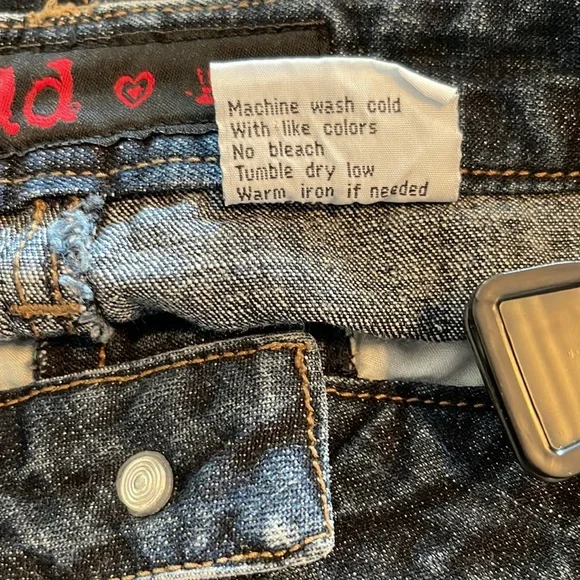 Machine wash cold
With like colors
No bleach
Tumble dry low
Warm iron if needed